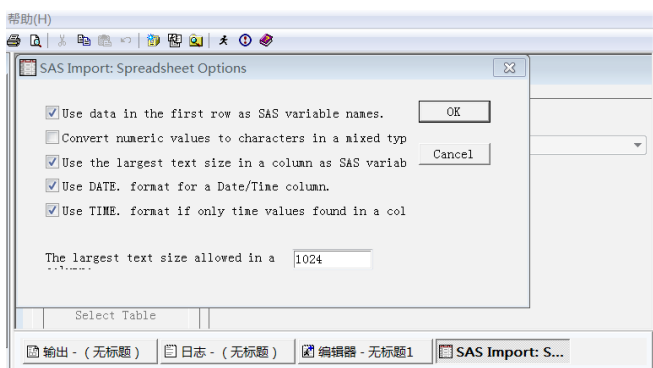 帮助(H)
SAS Import: Spreadsheet Options
Use data in the first row as SAS variable names.
OK
Convert numeric values to characters in a mixed typ
Use the largest text size in a column as SAS variab
Cancel
Use DATE. format for a Date/Time column.
Use TIME. format if only time values found in a col
The largest text size allowed in a
1024
Select Table
输出 - (无标题)
日志 - (无标题)
编辑器 - 无标题1
SAS Import: S...